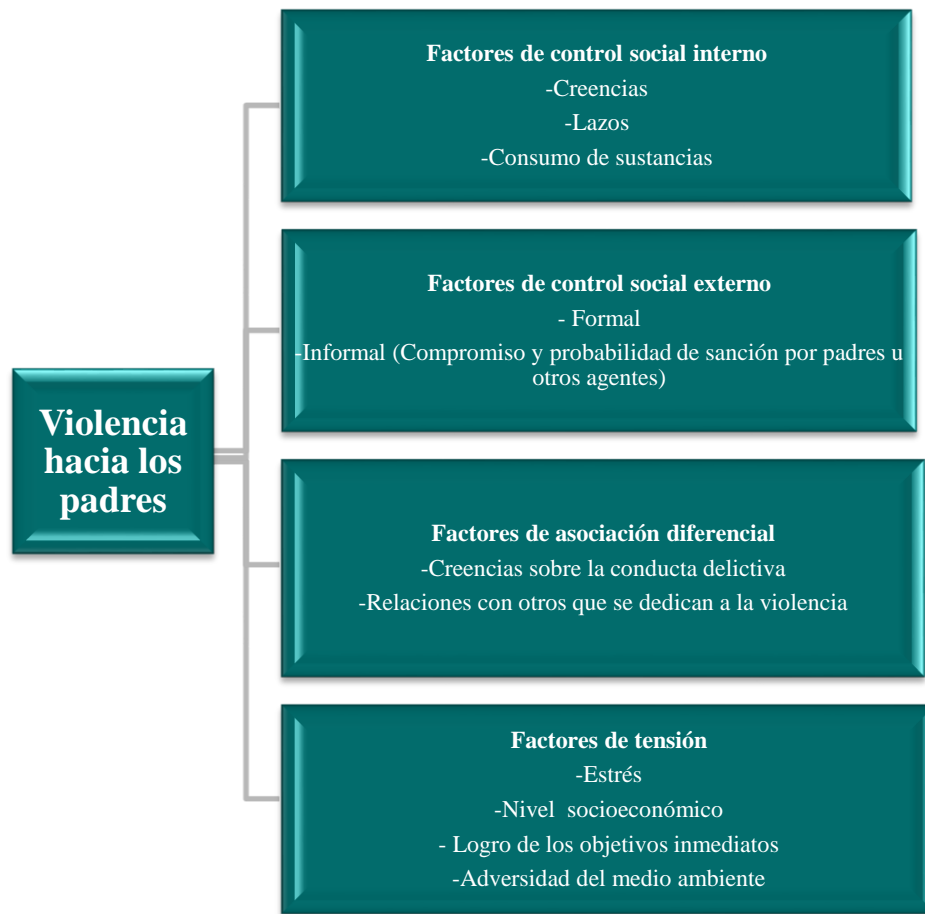 Factores de control social interno
-Creencias
-Lazos
-Consumo de sustancias
Factores de control social externo
- Formal
-Informal (Compromiso y probabilidad de sanción por padres u
otros agentes)
Violencia
hacia los
padres
Factores de asociación diferencial
-Creencias sobre la conducta delictiva
-Relaciones con otros que se dedican a la violencia
Factores de tensión
-Estrés
-Nivel socioeconómico
- Logro de los objetivos inmediatos
-Adversidad del medio ambiente